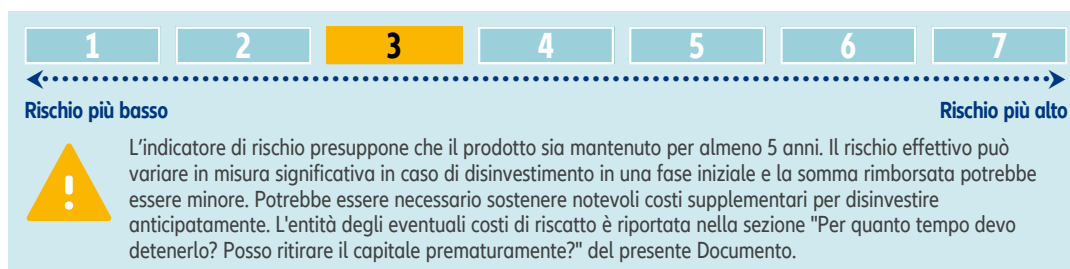 1 2 3 4 5 6 7
Rischio più basso Rischio più alto
L'indicatore di rischio presuppone che il prodotto sia mantenuto per almeno 5 anni. Il rischio effettivo può
variare in misura significativa in caso di disinvestimento in una fase iniziale e la somma rimborsata potrebbe
essere minore. Potrebbe essere necessario sostenere notevoli costi supplementari per disinvestire
anticipatamente. L'entità degli eventuali costi di riscatto è riportata nella sezione "Per quanto tempo devo
detenerlo? Posso ritirare il capitale prematuramente?" del presente Documento.